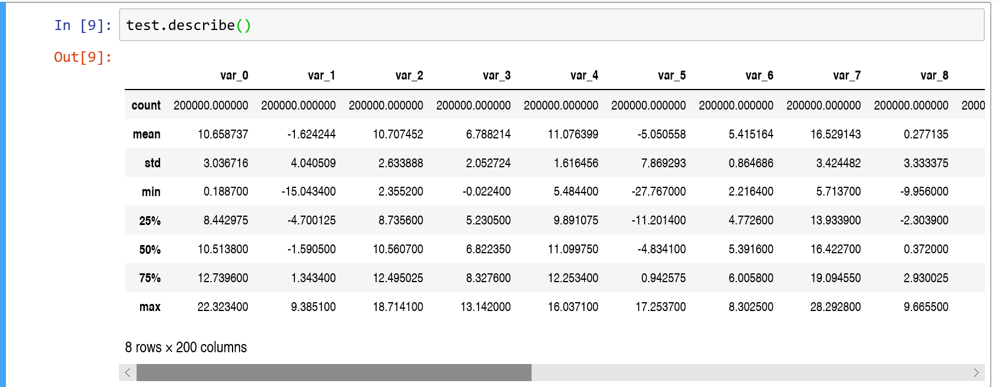 In [9]: test.describe()
Out[9]:
var_0 var_1 var_2 var_3 var_4 var_5 var_6 var_7 var_8
count 200000.000000 200000.000000 200000.000000 200000.000000 200000.000000 200000.000000 200000.000000 200000.000000 200000.000000 2000
mean 10.658737 -1.624244 10.707452 6.788214 11.076399 -5.050558 5.415164 16.529143 0.277135
std 3.036716 4.040509 2.633888 2.052724 1.616456 7.869293 0.864686 3.424482 3.333375
min 0.188700 -15.043400 2.355200 -0.022400 5.484400 -27.767000 2.216400 5.713700 -9.956000
25% 8.442975 -4.700125 8.735600 5.230500 9.891075 -11.201400 4.772600 13.933900 -2.303900
50% 10.513800 -1.590500 10.560700 6.822350 11.099750 -4.834100 5.391600 16.422700 0.372000
75% 12.739600 1.343400 12.495025 8.327600 12.253400 0.942575 6.005800 19.094550 2.930025
max 22.323400 9.385100 18.714100 13.142000 16.037100 17.253700 8.302500 28.292800 9.665500
8 rows × 200 columns